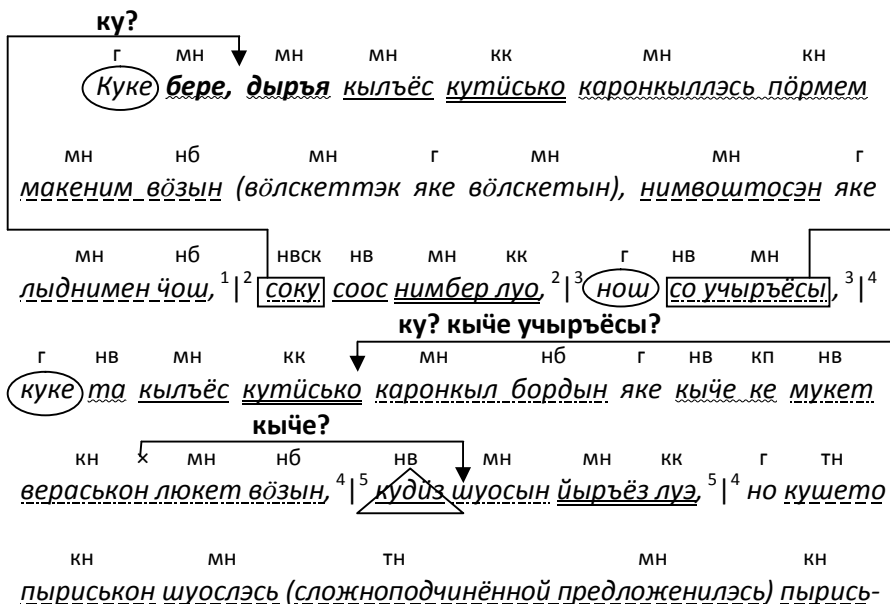 ку?
г мн мн мн кк мн кн
Куке бере, дыръя кылъёс кутӥсько каронкыллэсь пӧрмем
мн нб мн г мн мн г
макеним вӧзын (вӧлскеттэк яке вӧлскетын), нимвоштосэн яке
мн нб нвск нв мн кк г нв мн
лыднимен ӵош, ¹|² соку соос нимбер луо, ²|³ нош со учыръёсы, ³|⁴
ку? кыӵе учыръёсы?
г нв мн кк мн нб г нв кп нв
куке та кылъёс кутӥсько каронкыл бордын яке кыӵе ке мукет
кыӵе?
кн × мн нб нв мн мн кк г тн
вераськон люкет вӧзын, ⁴|⁵ кудӥз шуосын йыръёз луэ, ⁵|⁴ но кушето
кн мн тн мн кн
пыриськон шуослэсь (сложноподчинённой предложенилэсь) пырись-